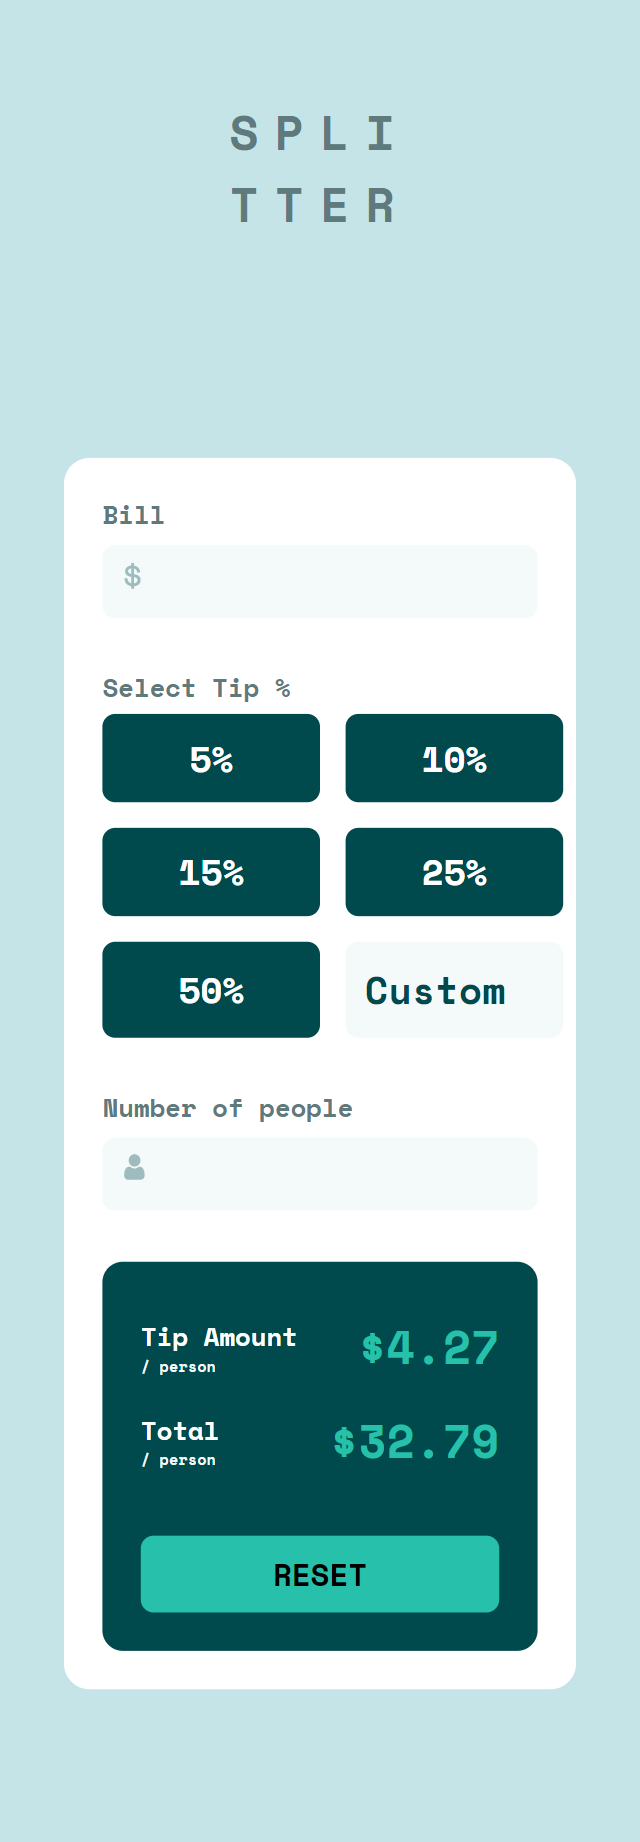 SPLI
TTER
Bill
$
Select Tip %
5% 10%
15% 25%
50% Custom
Number of people
Tip Amount $4.27
/ person
Total $32.79
/ person
RESET